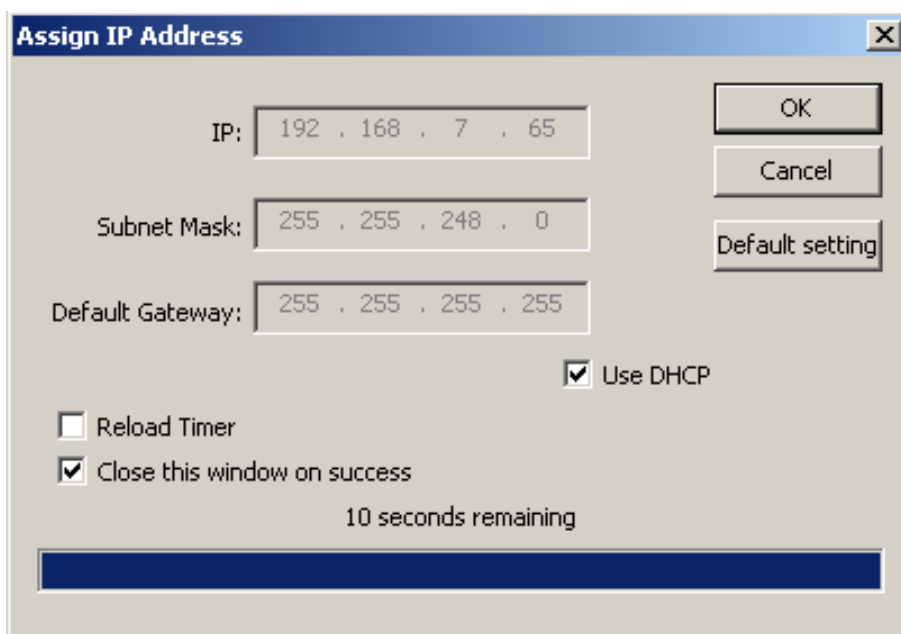 Assign IP Address
IP: 192 . 168 . 7 . 65
OK
Cancel
Subnet Mask: 255 . 255 . 248 . 0
Default setting
Default Gateway: 255 . 255 . 255 . 255
Use DHCP
Reload Timer
Close this window on success
10 seconds remaining